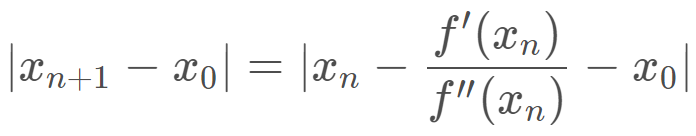 |x_{n+1} − x_0| = |x_n − \frac{f′(x_n)}{f″(x_n)} − x_0|